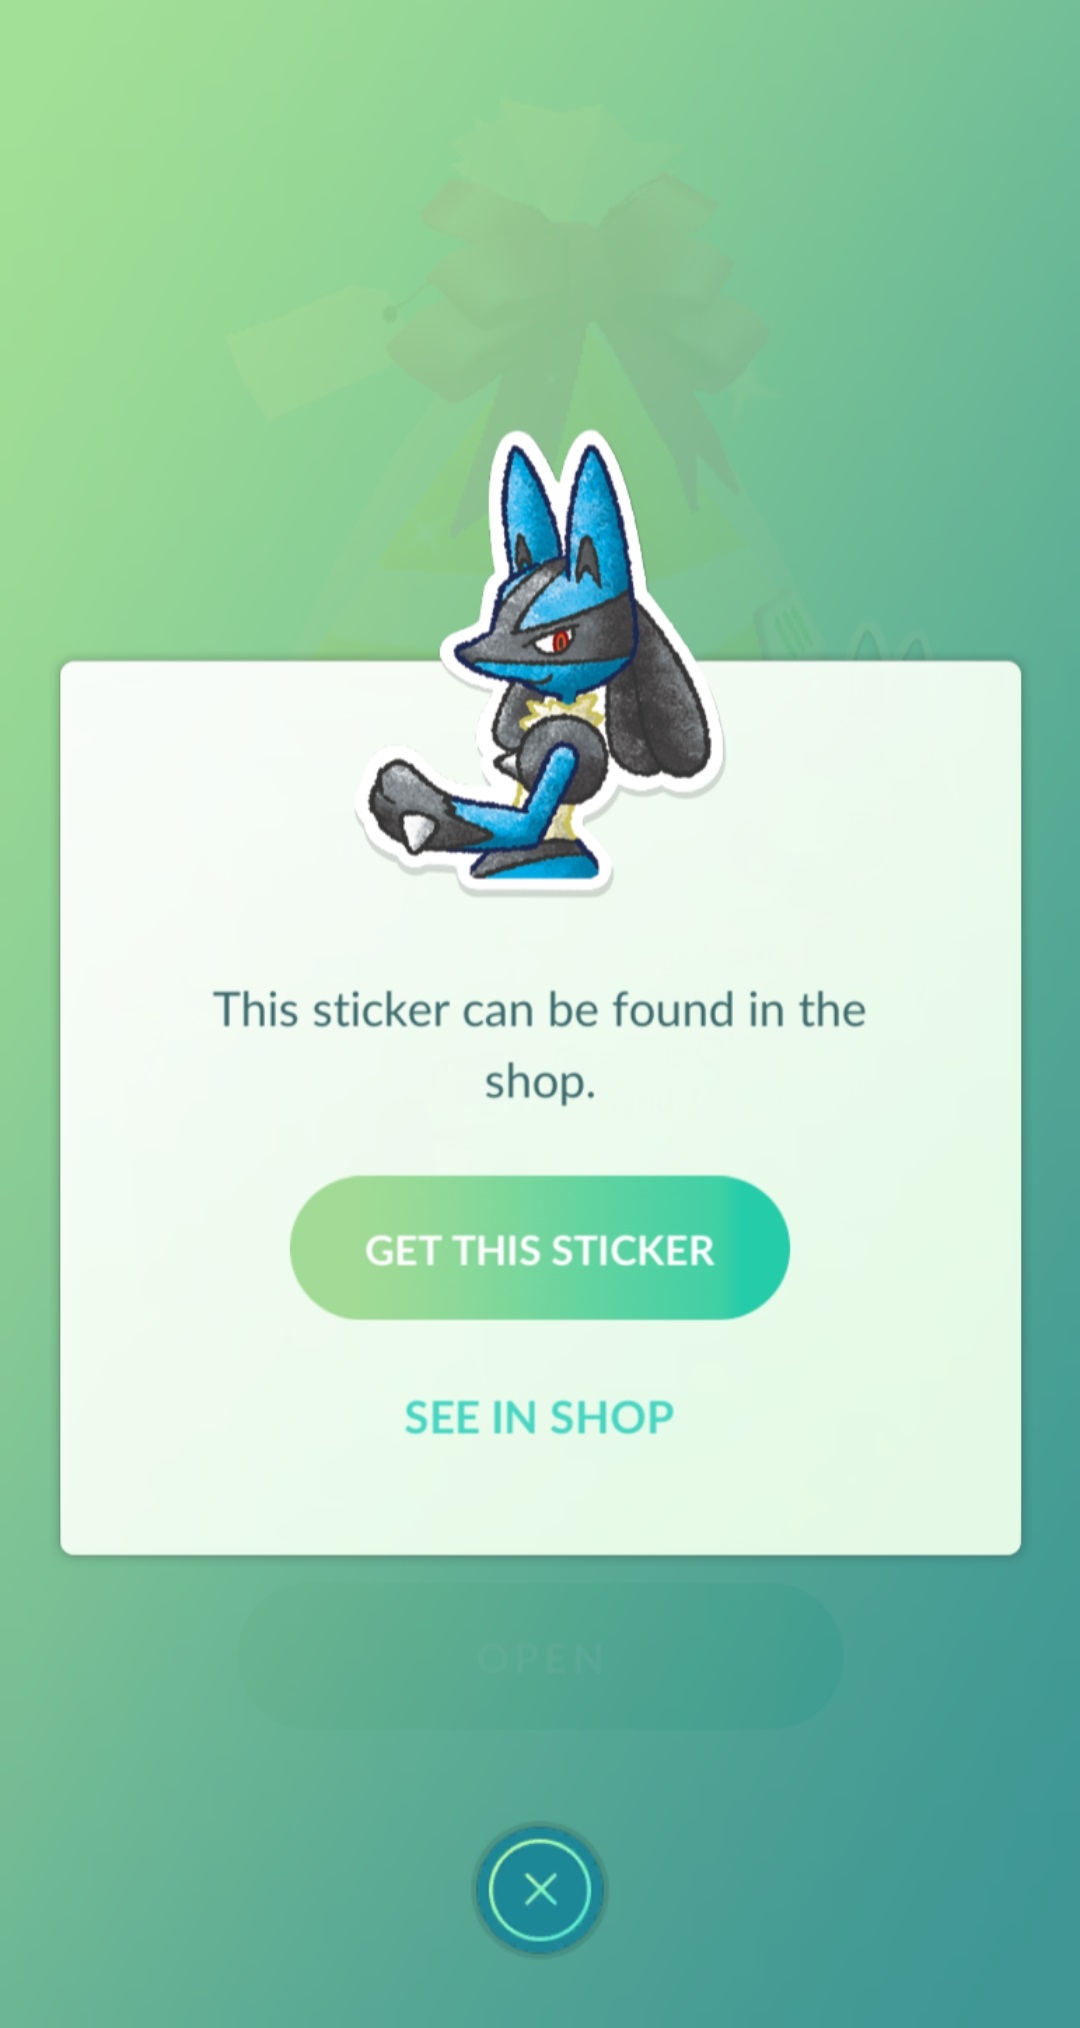 This sticker can be found in the
shop.
GET THIS STICKER
SEE IN SHOP
OPEN